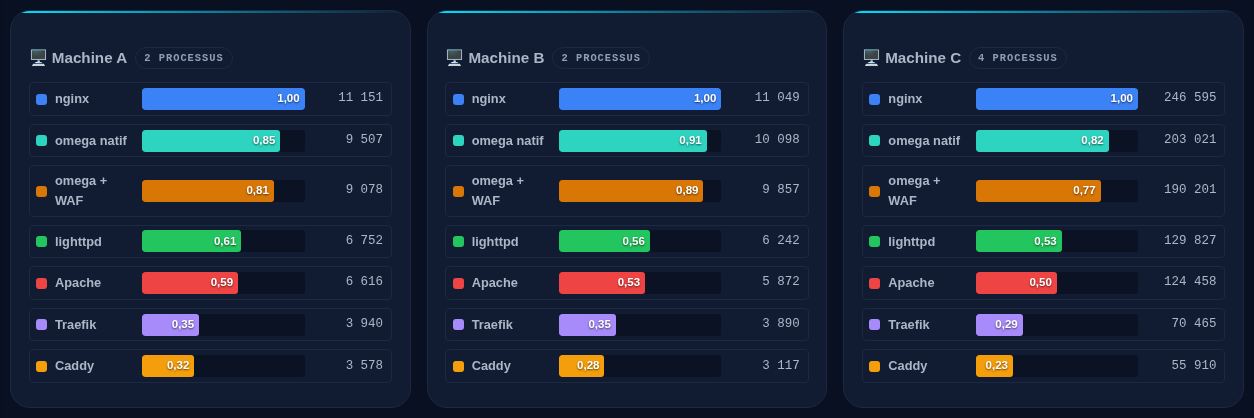 Machine A 2 PROCESSUS
nginx 1,00 11 151
omega natif 0,85 9 507
omega +
WAF 0,81 9 078
lighttpd 0,61 6 752
Apache 0,59 6 616
Traefik 0,35 3 940
Caddy 0,32 3 578
Machine B 2 PROCESSUS
nginx 1,00 11 049
omega natif 0,91 10 098
omega +
WAF 0,89 9 857
lighttpd 0,56 6 242
Apache 0,53 5 872
Traefik 0,35 3 890
Caddy 0,28 3 117
Machine C 4 PROCESSUS
nginx 1,00 246 595
omega natif 0,82 203 021
omega +
WAF 0,77 190 201
lighttpd 0,53 129 827
Apache 0,50 124 458
Traefik 0,29 70 465
Caddy 0,23 55 910